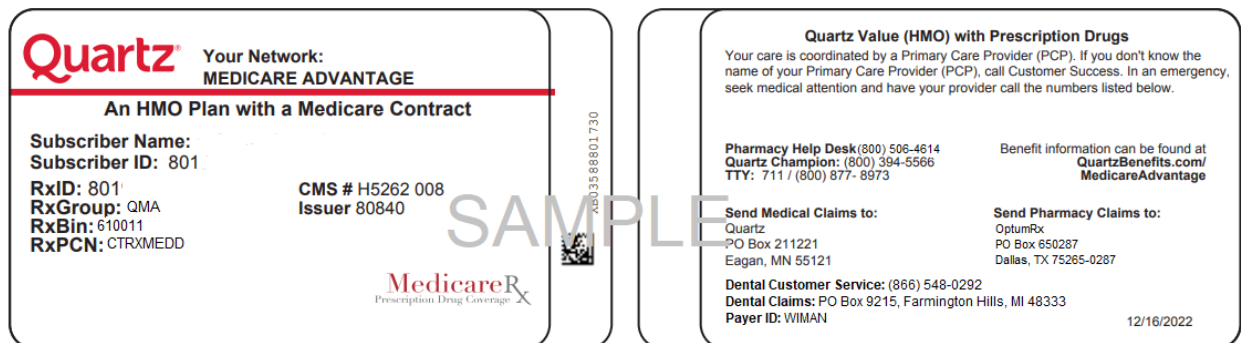 Quartz
Your Network:
MEDICARE ADVANTAGE
An HMO Plan with a Medicare Contract
Subscriber Name:
Subscriber ID: 801
RxID: 801
RxGroup: QMA
RxBin: 610011
RxPCN: CTRXMEDD
CMS # H5262 008
Issuer 80840
MedicareRx
Prescription Drug Coverage
XB03588801730
SAMPLE
Quartz Value (HMO) with Prescription Drugs
Your care is coordinated by a Primary Care Provider (PCP). If you don't know the
name of your Primary Care Provider (PCP), call Customer Success. In an emergency,
seek medical attention and have your provider call the numbers listed below.
Pharmacy Help Desk(800) 506-4614
Quartz Champion: (800) 394-5566
TTY: 711 / (800) 877- 8973
Benefit information can be found at
QuartzBenefits.com/
MedicareAdvantage
Send Medical Claims to:
Quartz
PO Box 211221
Eagan, MN 55121
Send Pharmacy Claims to:
OptumRx
PO Box 650287
Dallas, TX 75265-0287
Dental Customer Service: (866) 548-0292
Dental Claims: PO Box 9215, Farmington Hills, MI 48333
Payer ID: WIMAN
12/16/2022